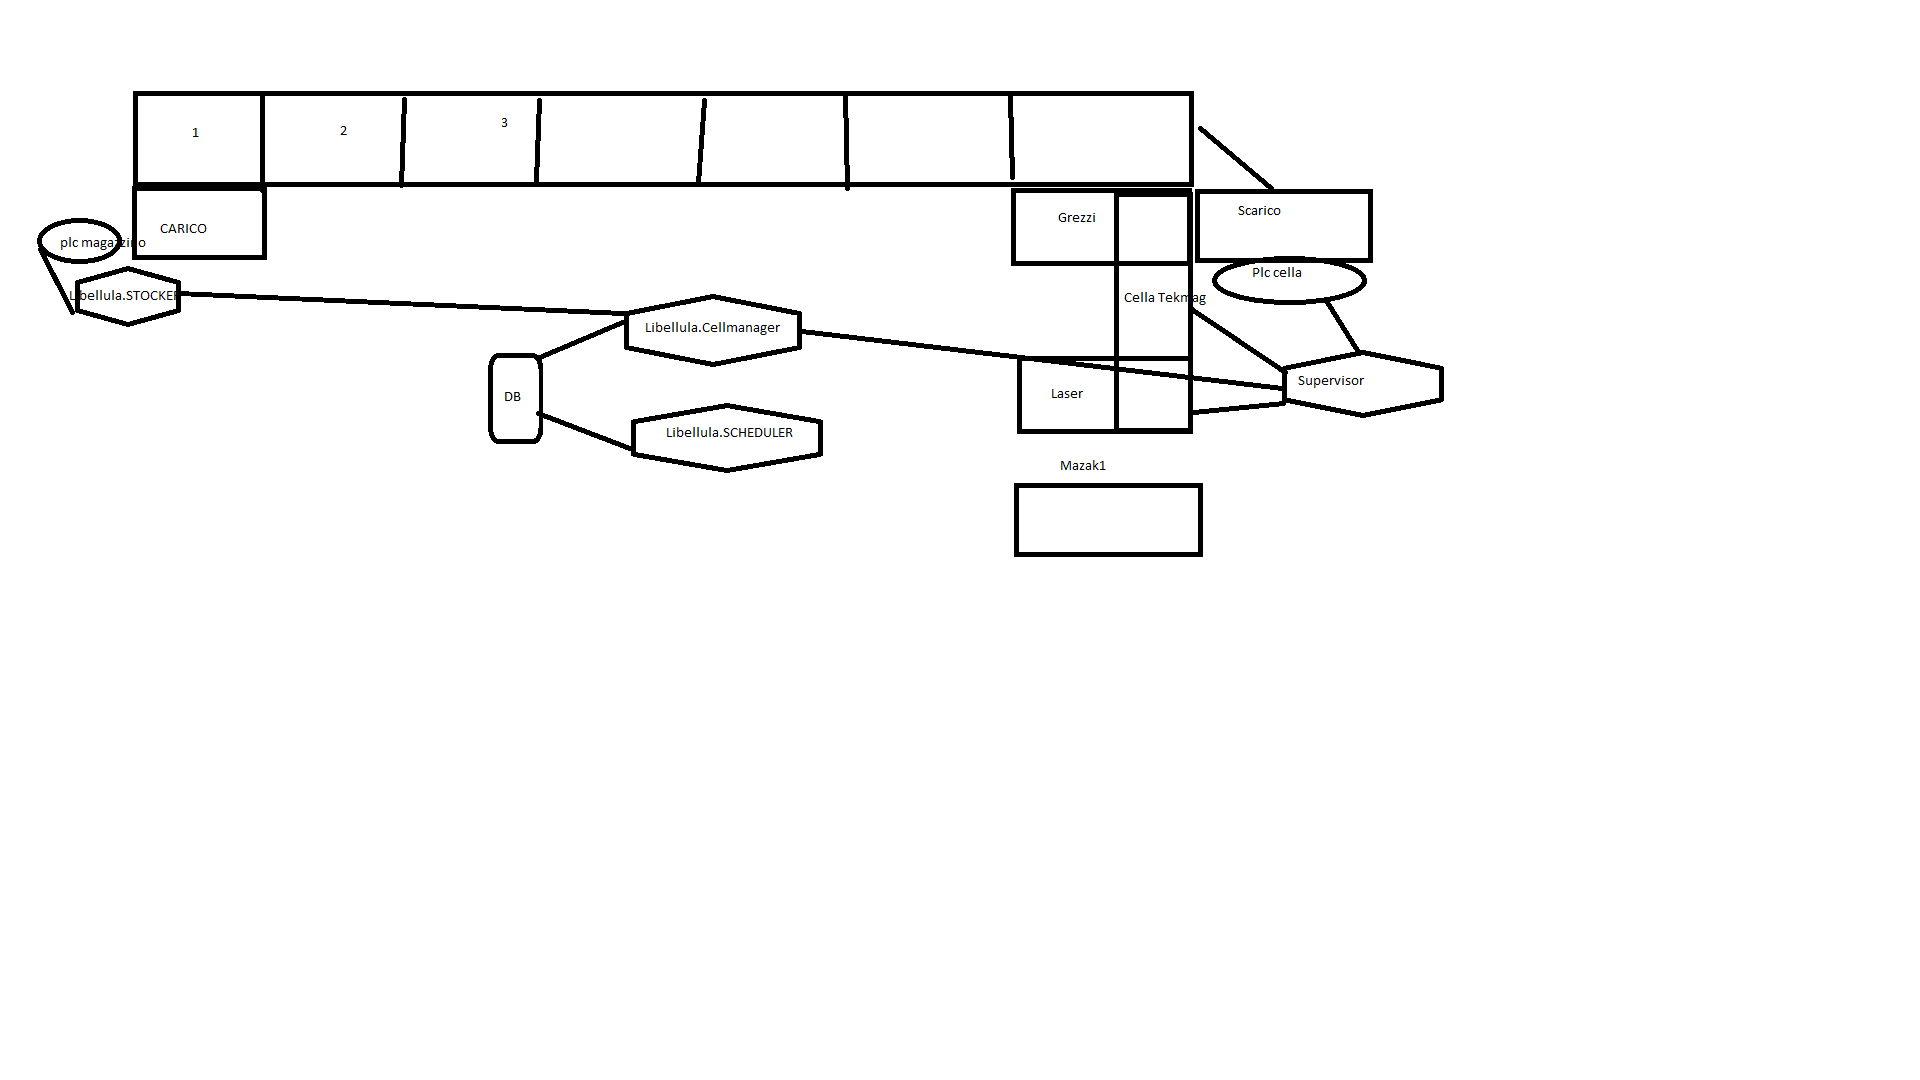 1
2
3
CARICO
plc magazzino
Libellula.STOCKER
Libellula.Cellmanager
DB
Libellula.SCHEDULER
Grezzi
Scarico
Plc cella
Cella Tekmag
Supervisor
Laser
Mazak1